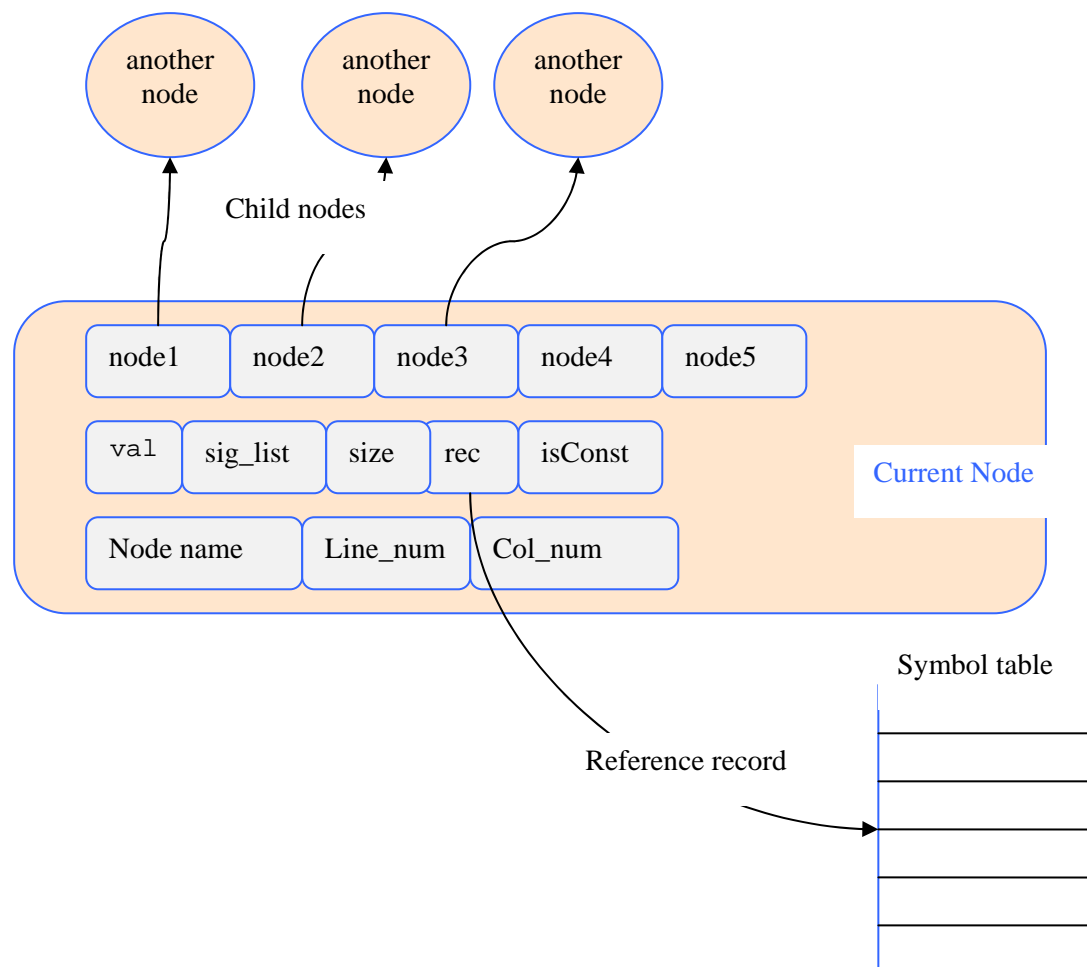 another
node
another
node
another
node
Child nodes
node1
node2
node3
node4
node5
val
sig_list
size
rec
isConst
Current Node
Node name
Line_num
Col_num
Symbol table
Reference record